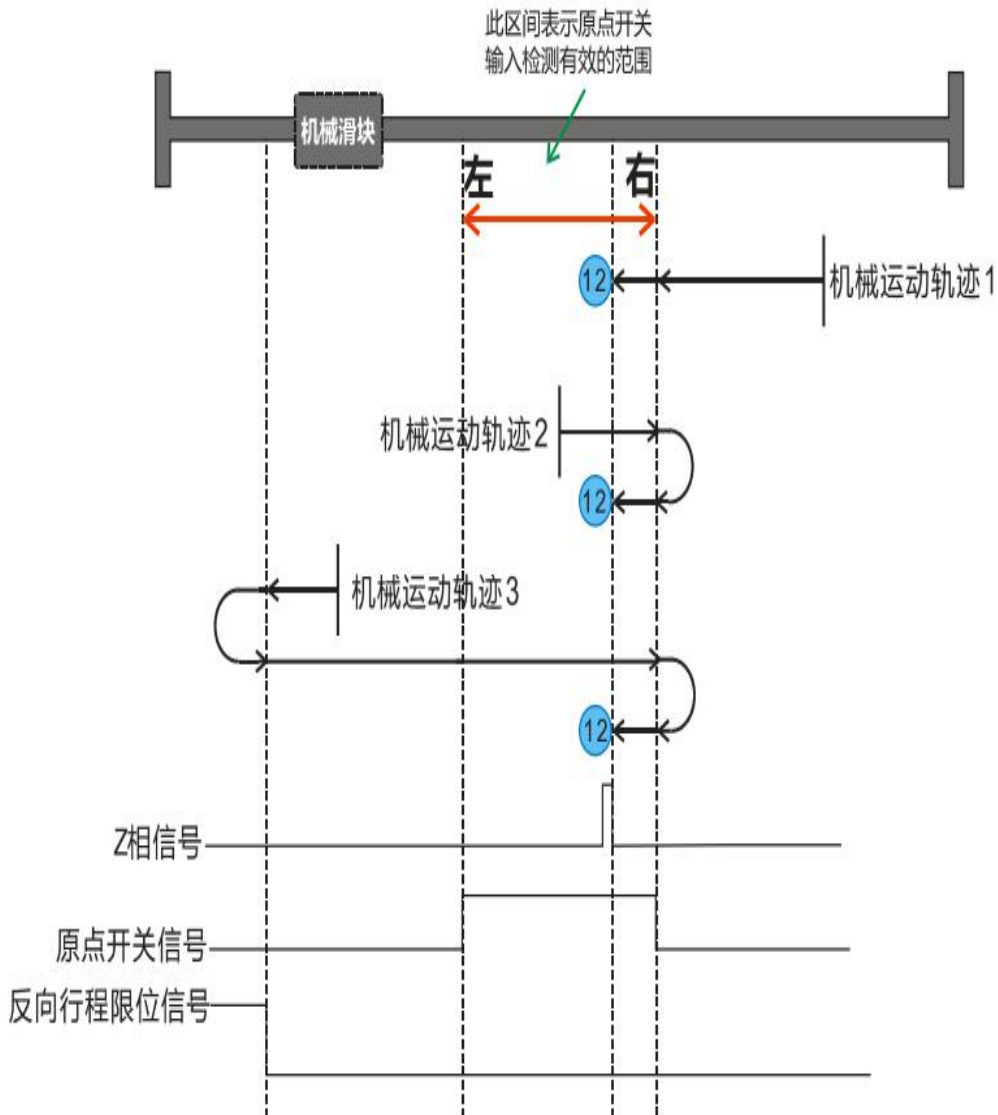 此区间表示原点开关
输入检测有效的范围
机械滑块
左
右
12
机械运动轨迹1
机械运动轨迹2
12
机械运动轨迹3
12
Z相信号
原点开关信号
反向行程限位信号